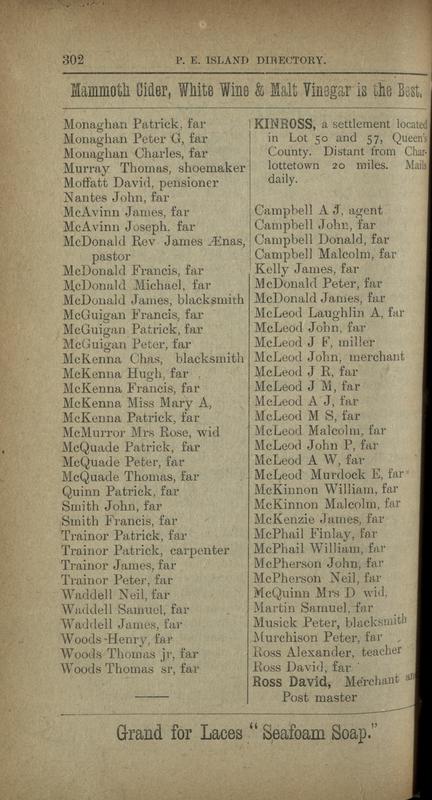 302
P. E. ISLAND DIRECTORY.
Mammoth Cider, White Wine & Malt Vinegar is the Best.
Monaghan Patrick, far
Monaghan Peter G, far
Monaghan Charles, far
Murray Thomas, shoemaker
Moffatt David, pensioner
Nantes John, far
McAvinn James, far
McAvinn Joseph. far
McDonald Rev James Ænas,
pastor
McDonald Francis, far
McDonald Michael, far
McDonald James, blacksmith
McGuigan Francis, far
McGuigan Patrick, far
McGuigan Peter, far
McKenna Chas, blacksmith
McKenna Hugh, far
McKenna Francis, far
McKenna Miss Mary A,
McKenna Patrick, far
McMurror Mrs Rose, wid
McQuade Patrick, far
McQuade Peter, far
McQuade Thomas, far
Quinn Patrick, far
Smith John, far
Smith Francis, far
Trainor Patrick, far
Trainor Patrick, carpenter
Trainor James, far
Trainor Peter, far
Waddell Neil, far
Waddell Samuel, far
Waddell James, far
Woods Henry, far
Woods Thomas jr, far
Woods Thomas sr, far
KINROSS, a settlement located
in Lot 50 and 57, Queen's
County. Distant from Char-
lottetown 20 miles. Mails
daily.
Campbell A J, agent
Campbell John, far
Campbell Donald, far
Campbell Malcolm, far
Kelly James, far
McDonald Peter, far
McDonald James, far
McLeod Laughlin A, far
McLeod John, far
McLeod J F, miller
McLeod John, merchant
McLeod J R, far
McLeod J M, far
McLeod A J, far
McLeod M S, far
McLeod Malcolm, far
McLeod John P, far
McLeod A W, far
McLeod Murdock E, far
McKinnon William, far
McKinnon Malcolm, far
McKenzie James, far
McPhail Finlay, far
McPhail William, far
McPherson John, far
McPherson Neil, far
McQuinn Mrs D wid,
Martin Samuel, far
Musick Peter, blacksmith
Murchison Peter, far
Ross Alexander, teacher
Ross David, far
Ross David, Merchant an
Post master
Grand for Laces "Seafoam Soap."